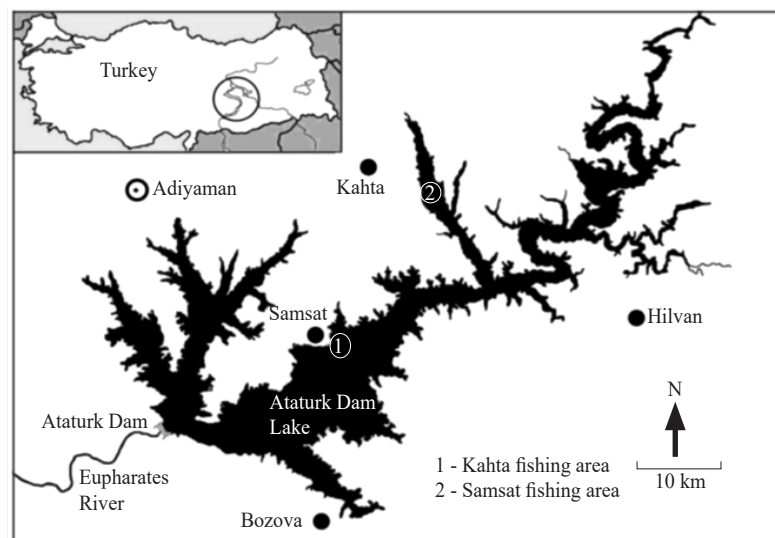 Turkey
Adiyaman
Kahta
2
Samsat
1
Hilvan
Ataturk Dam
Lake
Ataturk Dam
Eupharates
River
Bozova
N
1 - Kahta fishing area
2 - Samsat fishing area
10 km